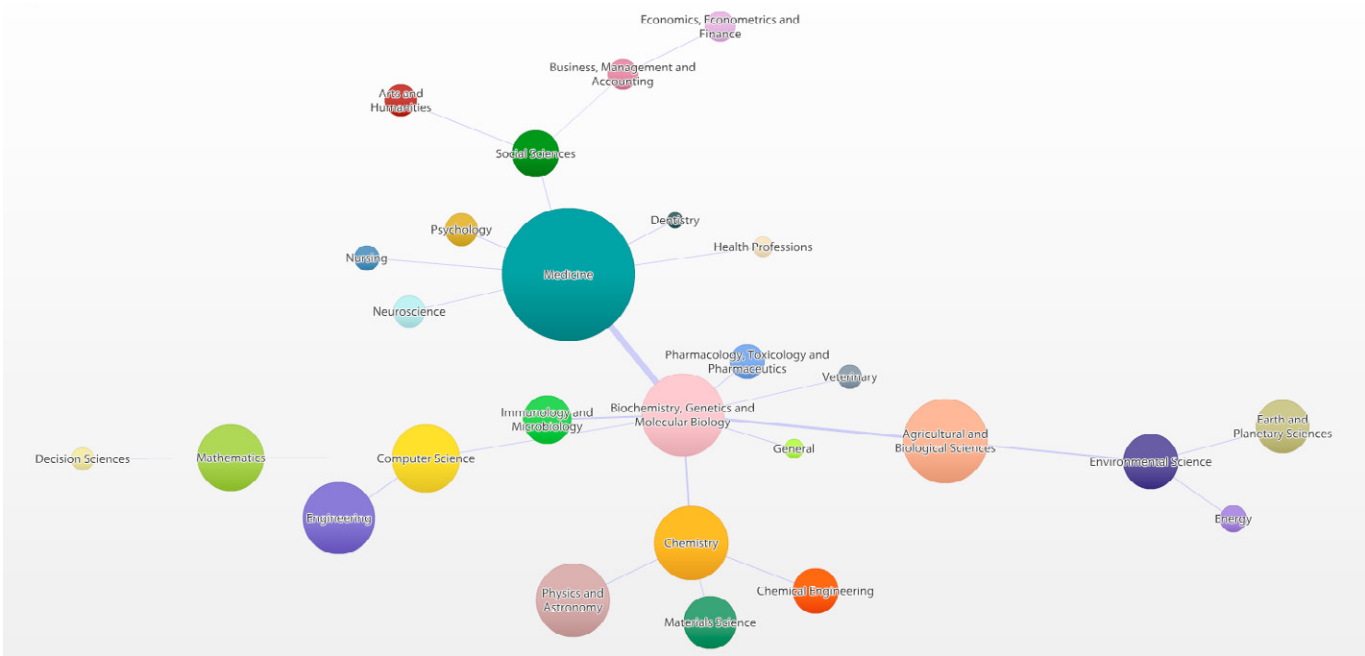 Economics, Econometrics and
Finance
Business, Management and
Accounting
Arts and
Humanities
Social Sciences
Dentistry
Psychology
Health Professions
Nursing
Medicine
Neuroscience
Pharmacology, Toxicology and
Pharmaceutics
Veterinary
Immunology and
Microbiology
Biochemistry, Genetics and
Molecular Biology
Agricultural and
Biological Sciences
Earth and
Planetary Sciences
General
Decision Sciences
Mathematics
Computer Science
Environmental Science
Engineering
Energy
Chemistry
Physics and
Astronomy
Chemical Engineering
Materials Science